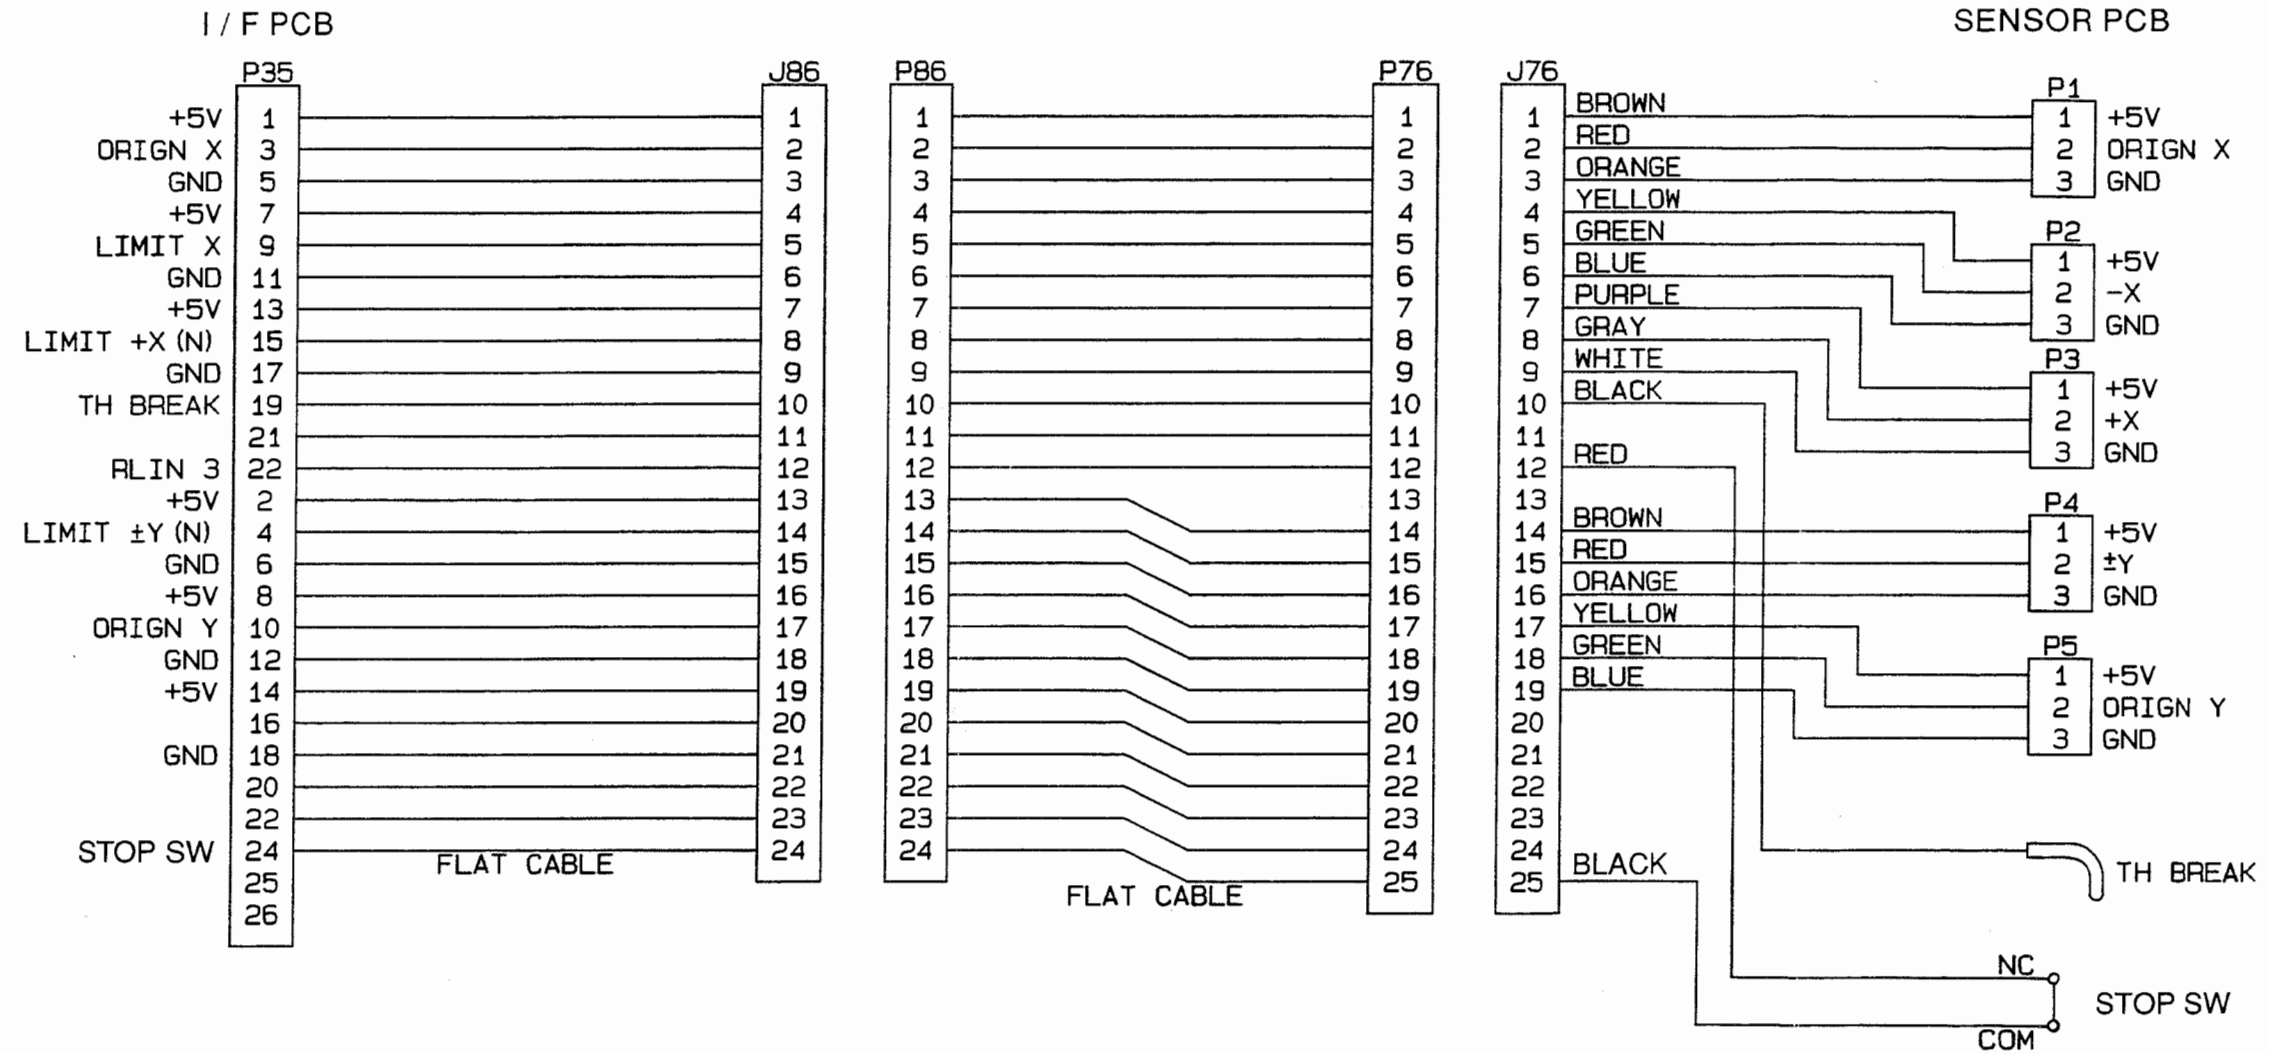 I / F PCB SENSOR PCB
P35 J86 P86 P76 J76 P1
BROWN
+5V 1 1 1 1 1 1 +5V
RED
ORIGN X 3 2 2 2 2 2 ORIGN X
ORANGE
GND 5 3 3 3 3 3 GND
YELLOW
+5V 7 4 4 4 4
GREEN P2
LIMIT X 9 5 5 5 5
BLUE 1 +5V
GND 11 6 6 6 6
PURPLE 2 −X
+5V 13 7 7 7 7
GRAY 3 GND
LIMIT +X (N) 15 8 8 8 8
WHITE P3
GND 17 9 9 9 9
BLACK 1 +5V
TH BREAK 19 10 10 10 10
2 +X
21 11 11 11 11
RED 3 GND
RLIN 3 22 12 12 12 12
+5V 2 13 13 13 13
BROWN P4
LIMIT ±Y (N) 4 14 14 14 14 1 +5V
RED
GND 6 15 15 15 15 2 ±Y
ORANGE
+5V 8 16 16 16 16 3 GND
YELLOW
ORIGN Y 10 17 17 17 17
GREEN P5
GND 12 18 18 18 18
BLUE 1 +5V
+5V 14 19 19 19 19
2 ORIGN Y
16 20 20 20 20
3 GND
GND 18 21 21 21 21
20 22 22 22 22
22 23 23 23 23
STOP SW 24 24 24 24 24
FLAT CABLE BLACK TH BREAK
25 25 25
FLAT CABLE
26
NC
STOP SW
COM